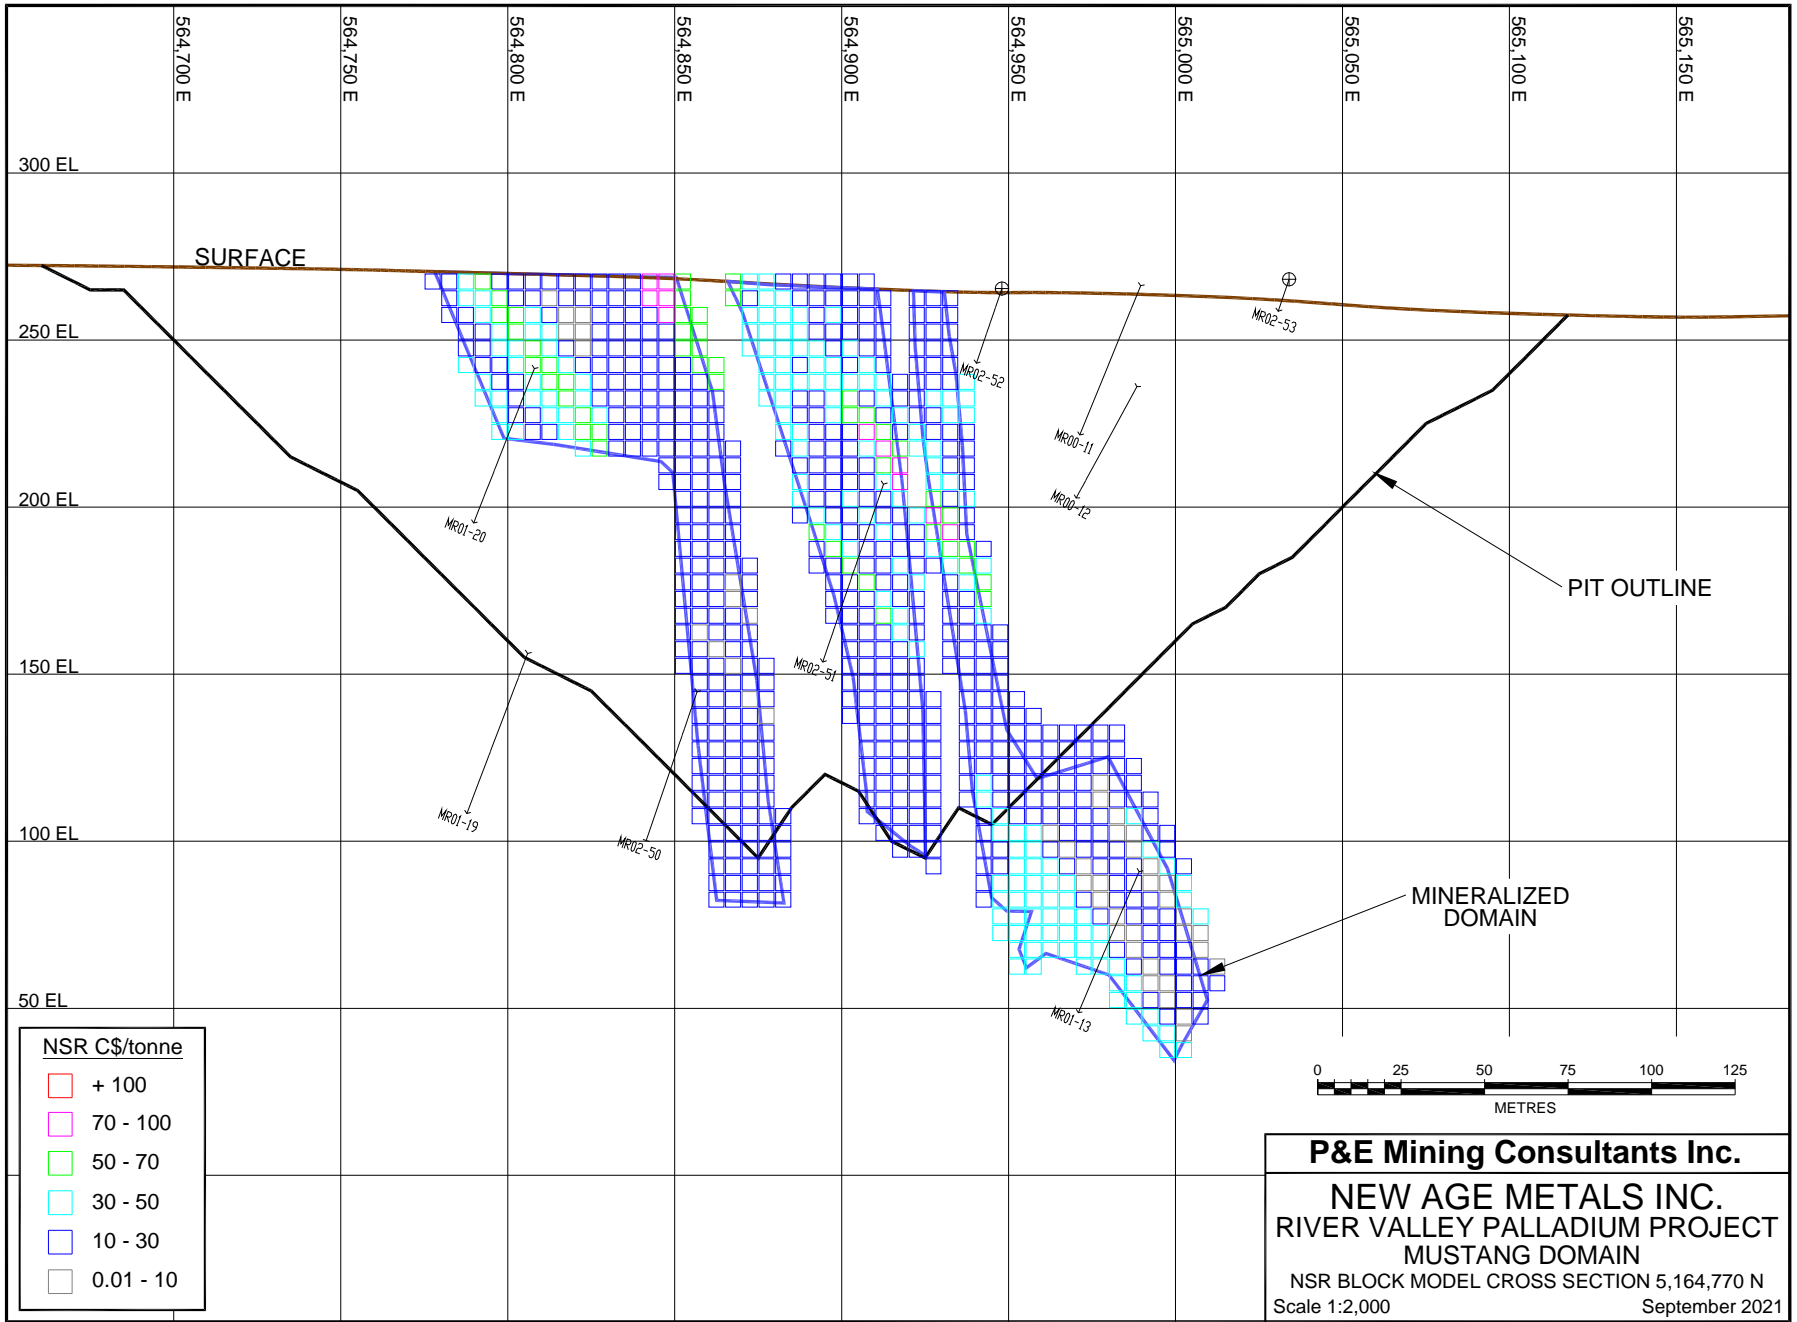 564,700 E
564,750 E
564,800 E
564,850 E
564,900 E
564,950 E
565,000 E
565,050 E
565,100 E
565,150 E
300 EL
SURFACE
250 EL
MR02-53
MR02-52
MR00-11
200 EL
MR00-12
MR01-20
PIT OUTLINE
150 EL
MR02-51
100 EL
MR01-19
MR02-50
MINERALIZED
DOMAIN
50 EL
MR01-13
NSR C$/tonne
+ 100
70 - 100
50 - 70
30 - 50
10 - 30
0.01 - 10
0 25 50 75 100 125
METRES
P&E Mining Consultants Inc.
NEW AGE METALS INC.
RIVER VALLEY PALLADIUM PROJECT
MUSTANG DOMAIN
NSR BLOCK MODEL CROSS SECTION 5,164,770 N
Scale 1:2,000 September 2021